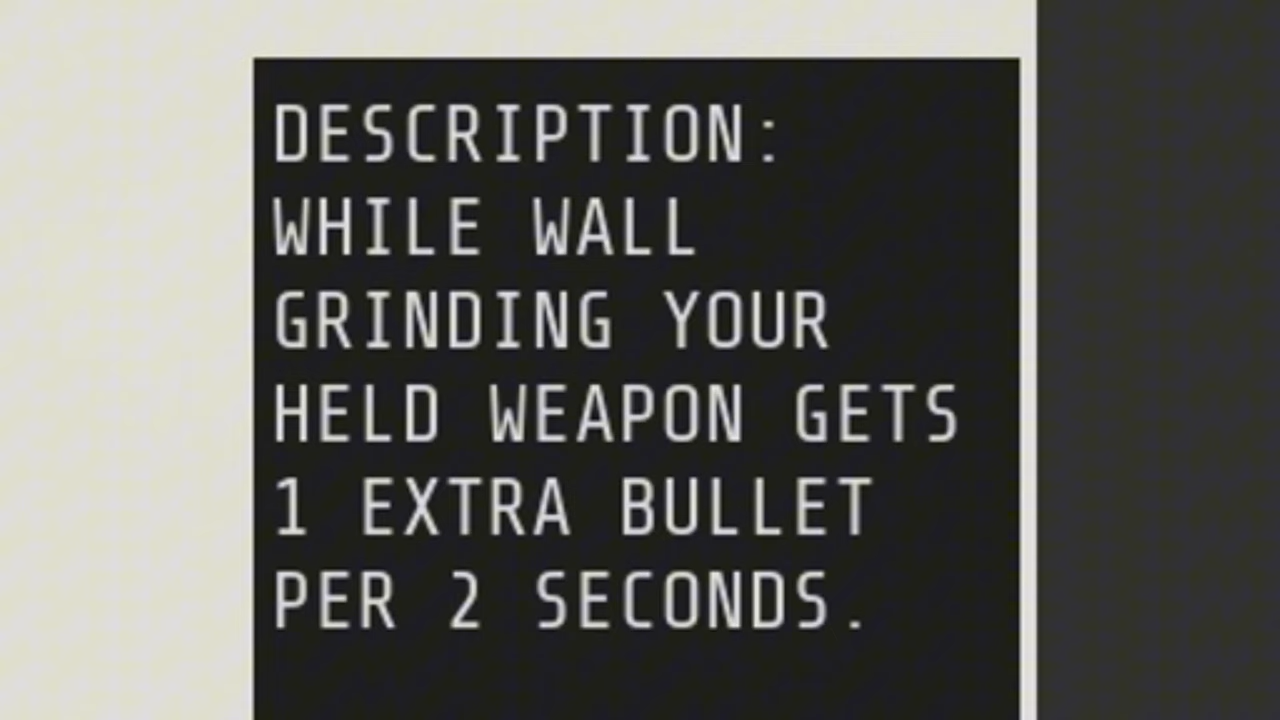 DESCRIPTION:
WHILE WALL
GRINDING YOUR
HELD WEAPON GETS
1 EXTRA BULLET
PER 2 SECONDS.